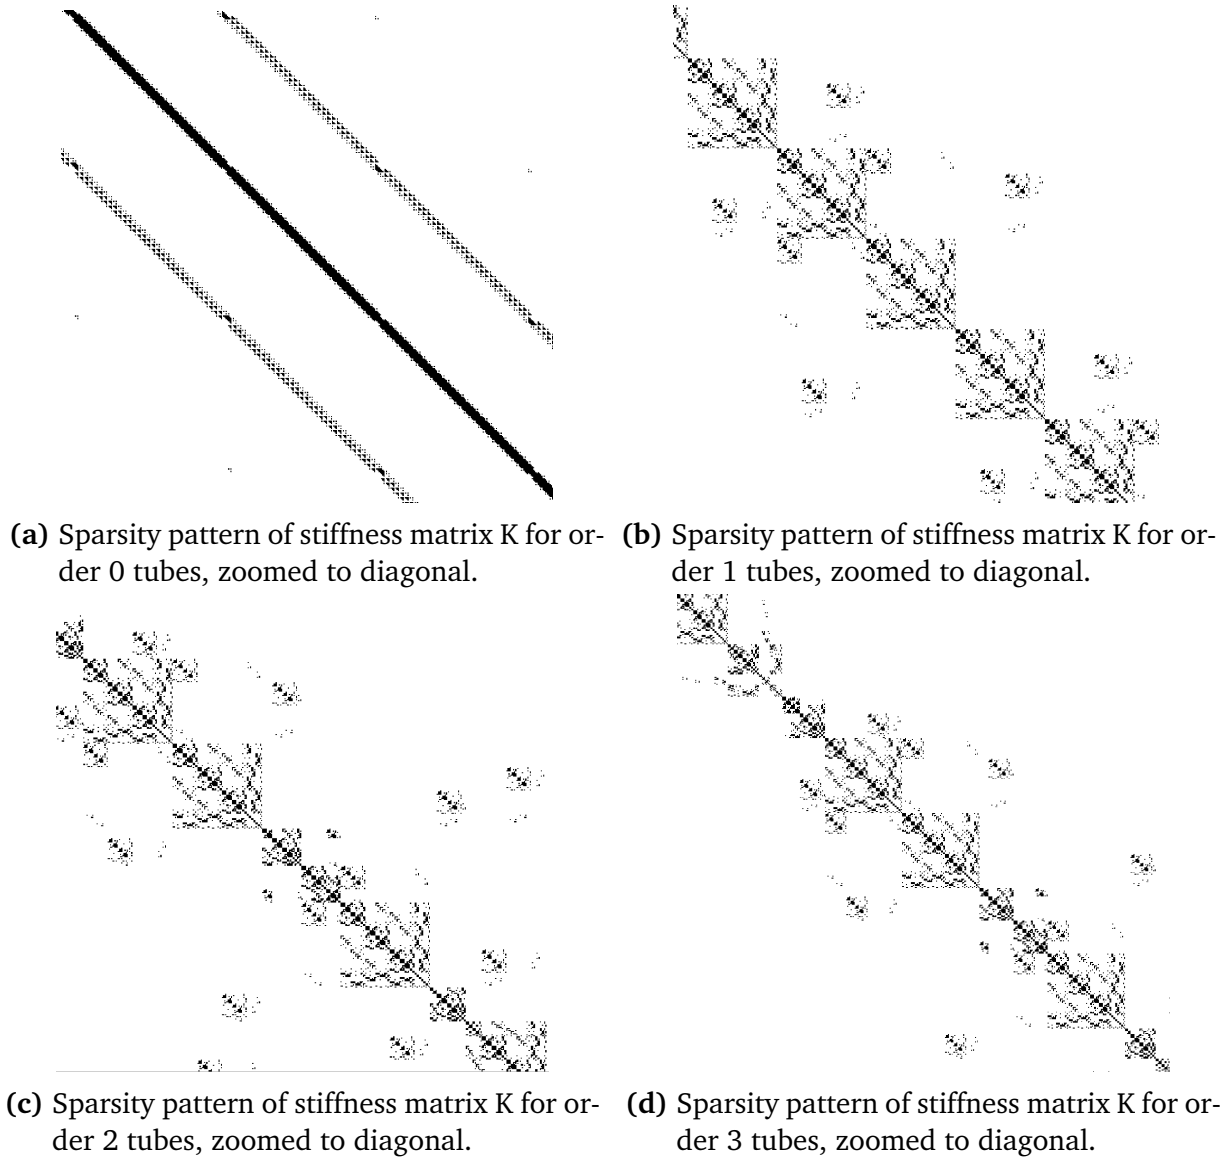 (a) Sparsity pattern of stiffness matrix K for or-
der 0 tubes, zoomed to diagonal.
(b) Sparsity pattern of stiffness matrix K for or-
der 1 tubes, zoomed to diagonal.
(c) Sparsity pattern of stiffness matrix K for or-
der 2 tubes, zoomed to diagonal.
(d) Sparsity pattern of stiffness matrix K for or-
der 3 tubes, zoomed to diagonal.